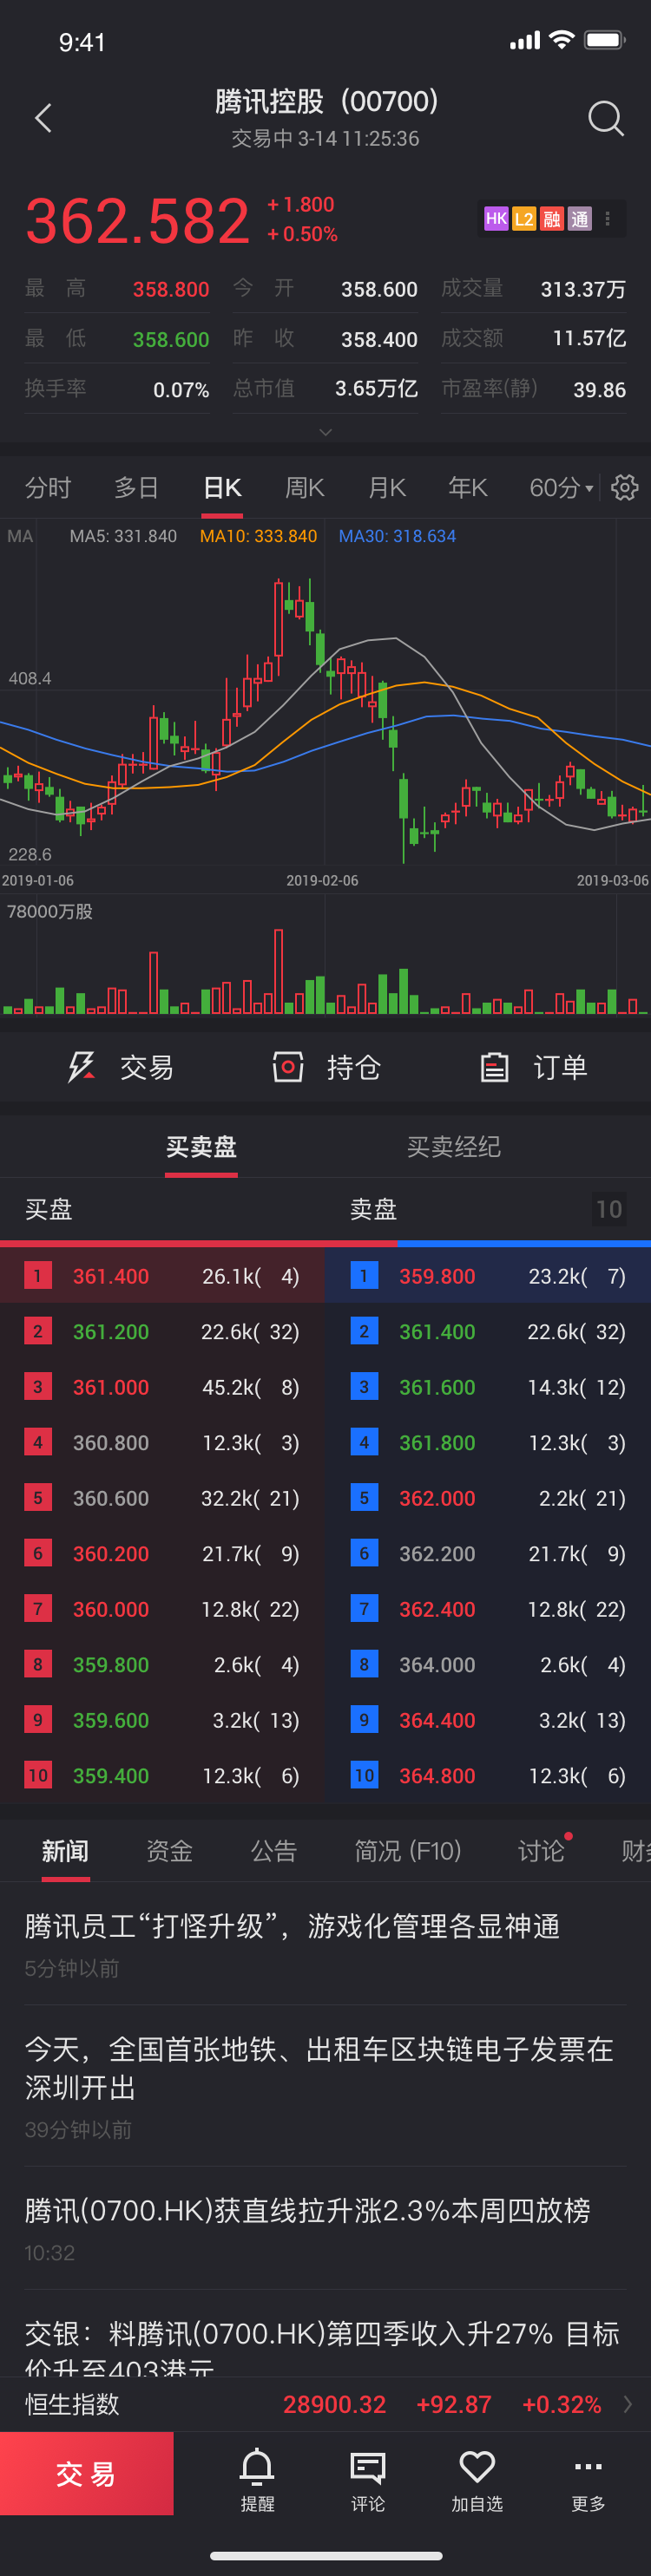 9:41
腾讯控股（00700）
交易中 3-14 11:25:36
362.582 +1.800
+0.50%
HK L2 融 通
最 高 358.800 今 开 358.600 成交量 313.37万
最 低 358.600 昨 收 358.400 成交额 11.57亿
换手率 0.07% 总市值 3.65万亿 市盈率(静) 39.86
分时 多日 日K 周K 月K 年K 60分
MA MA5: 331.840 MA10: 333.840 MA30: 318.634
408.4
228.6
2019-01-06 2019-02-06 2019-03-06
78000万股
交易 持仓 订单
买卖盘 买卖经纪
买盘 卖盘 10
1 361.400 26.1k( 4) 1 359.800 23.2k( 7)
2 361.200 22.6k( 32) 2 361.400 22.6k( 32)
3 361.000 45.2k( 8) 3 361.600 14.3k( 12)
4 360.800 12.3k( 3) 4 361.800 12.3k( 3)
5 360.600 32.2k( 21) 5 362.000 2.2k( 21)
6 360.200 21.7k( 9) 6 362.200 21.7k( 9)
7 360.000 12.8k( 22) 7 362.400 12.8k( 22)
8 359.800 2.6k( 4) 8 364.000 2.6k( 4)
9 359.600 3.2k( 13) 9 364.400 3.2k( 13)
10 359.400 12.3k( 6) 10 364.800 12.3k( 6)
新闻 资金 公告 简况 (F10) 讨论 财
腾讯员工“打怪升级”，游戏化管理各显神通
5分钟以前
今天，全国首张地铁、出租车区块链电子发票在
深圳开出
39分钟以前
腾讯(0700.HK)获直线拉升涨2.3%本周四放榜
10:32
交银：料腾讯(0700.HK)第四季收入升27% 目标
价升至403港元
恒生指数 28900.32 +92.87 +0.32%
交易 提醒 评论 加自选 更多